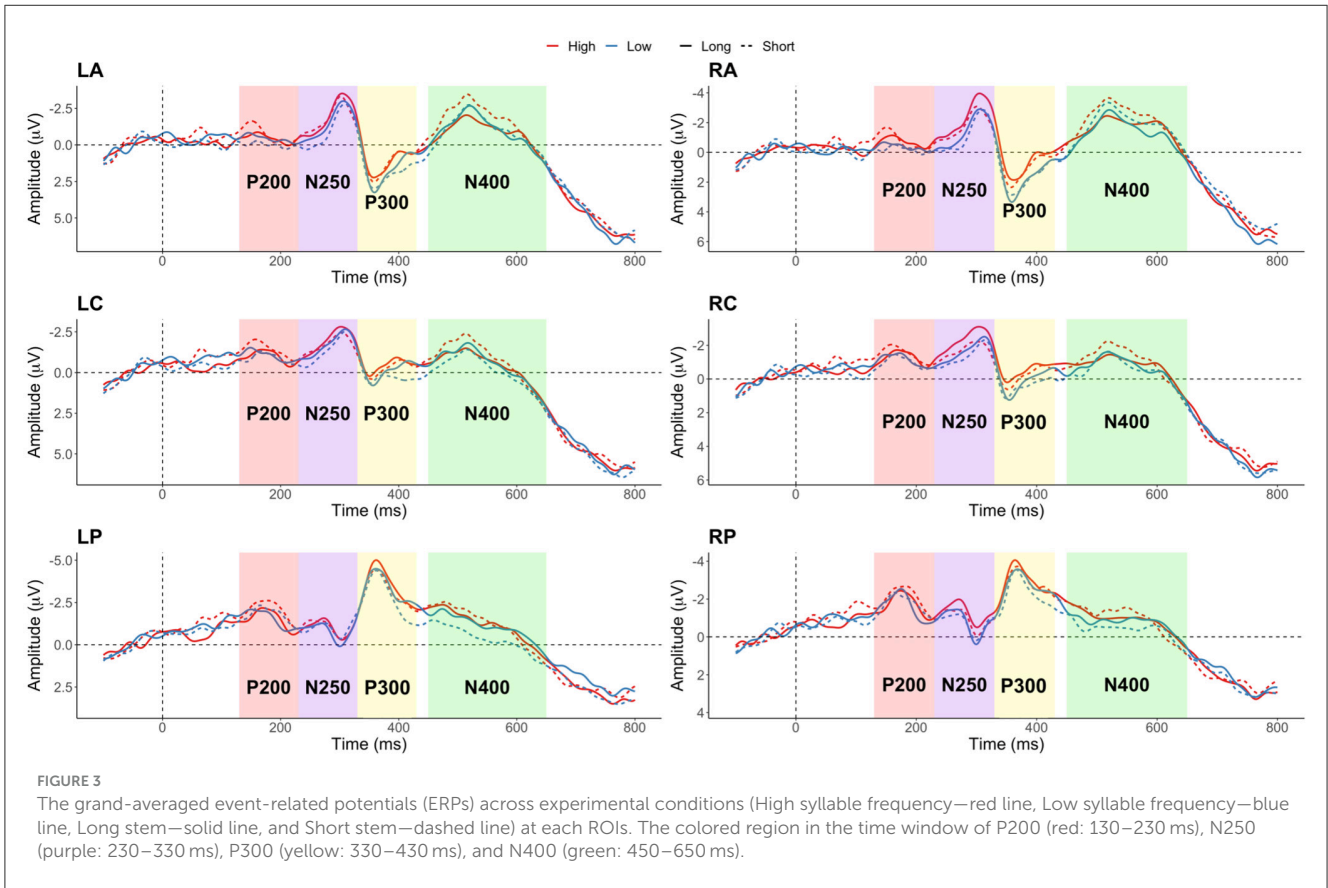 High Low Long Short
LA
Amplitude (µV)
-2.5
0.0
2.5
5.0
P200 N250 P300 N400
0 200 400 600 800
Time (ms)
RA
Amplitude (µV)
-4
-2
0
2
4
6
P200 N250 P300 N400
0 200 400 600 800
Time (ms)
LC
Amplitude (µV)
-2.5
0.0
2.5
5.0
P200 N250 P300 N400
0 200 400 600 800
Time (ms)
RC
Amplitude (µV)
-2
0
2
4
6
P200 N250 P300 N400
0 200 400 600 800
Time (ms)
LP
Amplitude (µV)
-5.0
-2.5
0.0
2.5
P200 N250 P300 N400
0 200 400 600 800
Time (ms)
RP
Amplitude (µV)
-4
-2
0
2
4
P200 N250 P300 N400
0 200 400 600 800
Time (ms)
FIGURE 3
The grand-averaged event-related potentials (ERPs) across experimental conditions (High syllable frequency—red line, Low syllable frequency—blue
line, Long stem—solid line, and Short stem—dashed line) at each ROIs. The colored region in the time window of P200 (red: 130–230 ms), N250
(purple: 230–330 ms), P300 (yellow: 330–430 ms), and N400 (green: 450–650 ms).